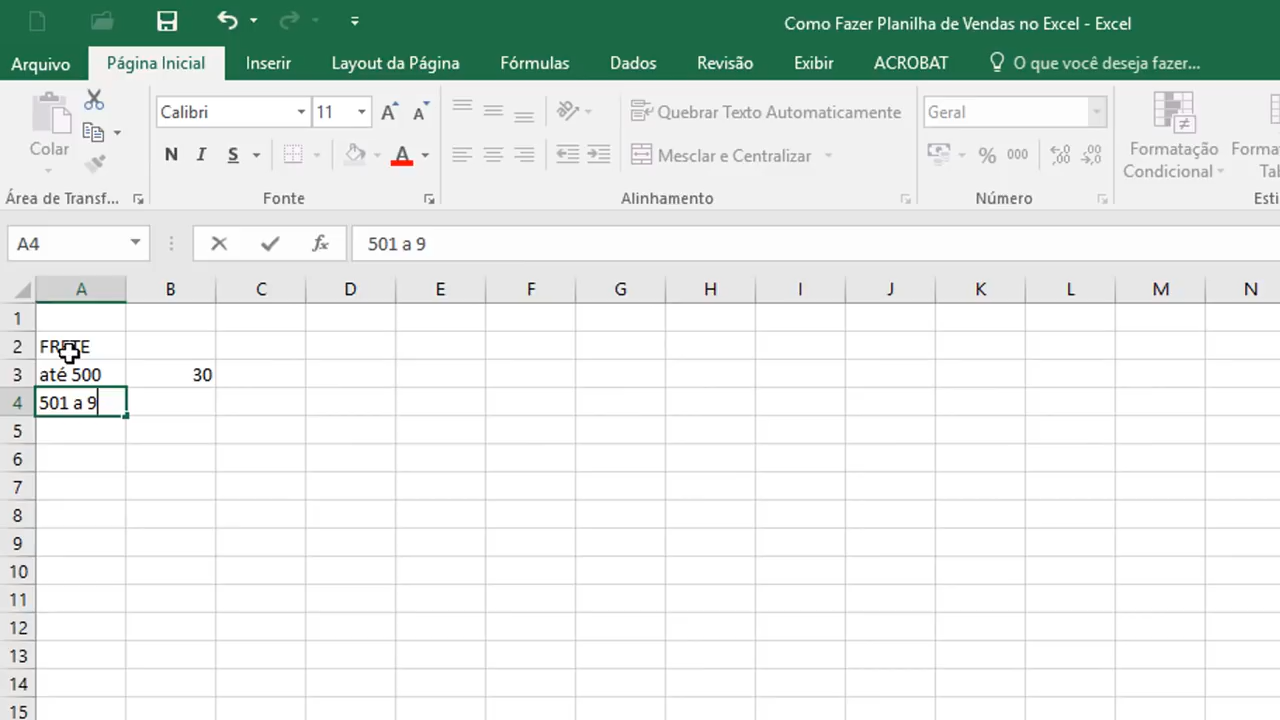 Como Fazer Planilha de Vendas no Excel - Excel
Arquivo Página Inicial Inserir Layout da Página Fórmulas Dados Revisão Exibir ACROBAT O que você deseja fazer...
Calibri 11 A A Quebrar Texto Automaticamente Geral
Colar N I S A Mesclar e Centralizar % 000 Formatação Condicional
Área de Transf... Fonte Alinhamento Número
A4 fx 501 a 9
A B C D E F G H I J K L M N
1
2 FRETE
3 até 500 30
4 501 a 9
5
6
7
8
9
10
11
12
13
14
15